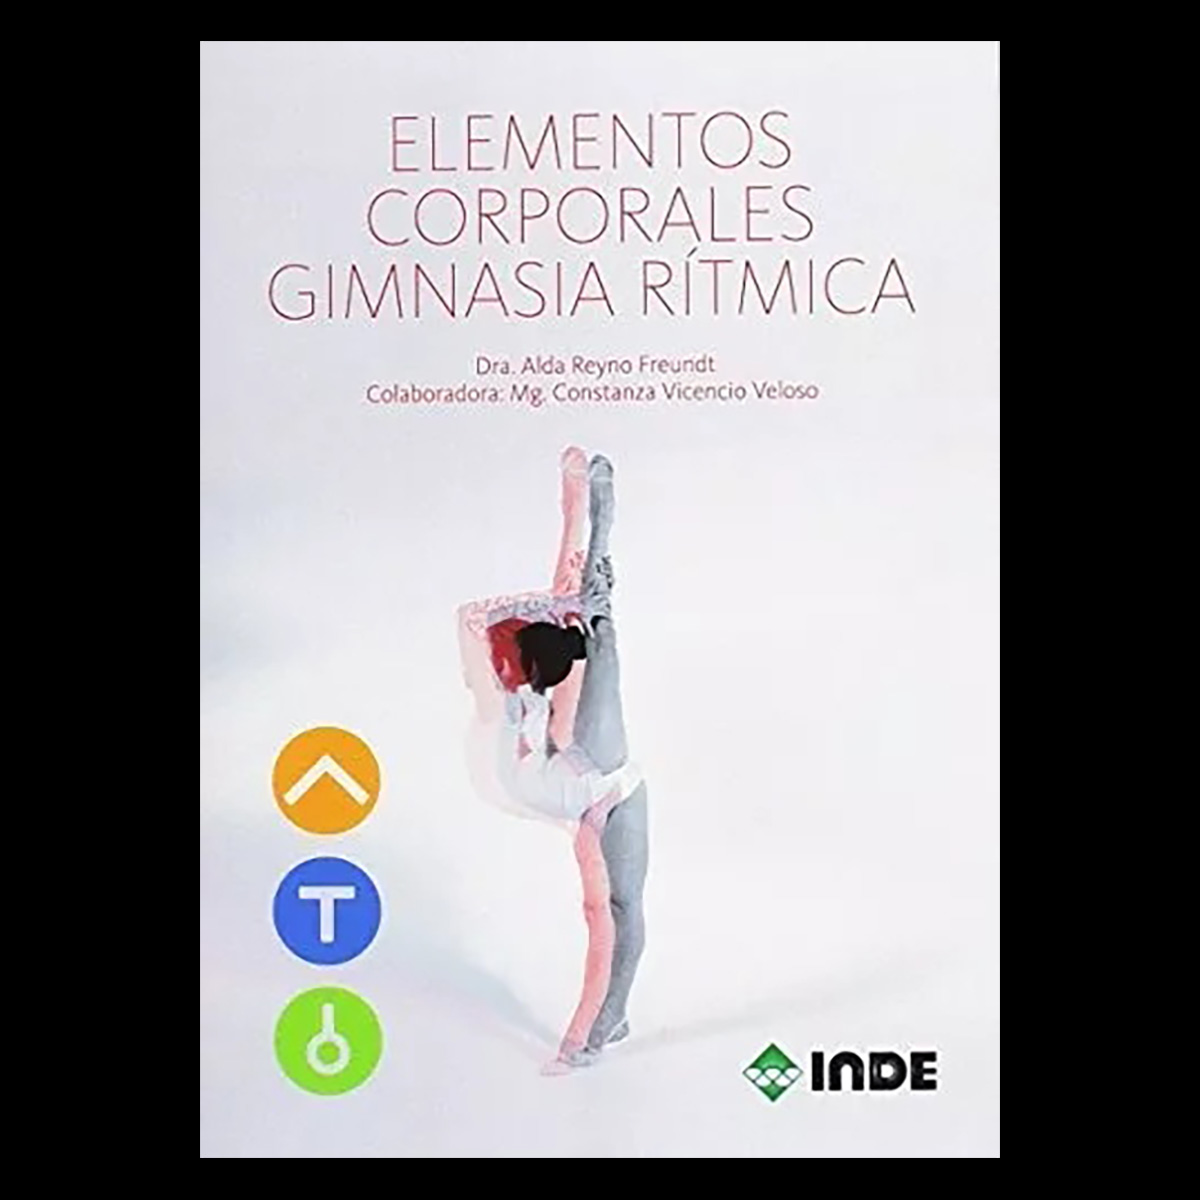 ELEMENTOS
CORPORALES
GIMNASIA RÍTMICA
Dra. Alda Reyno Freundt
Colaboradora: Mg. Constanza Vicencio Veloso
T
INDE